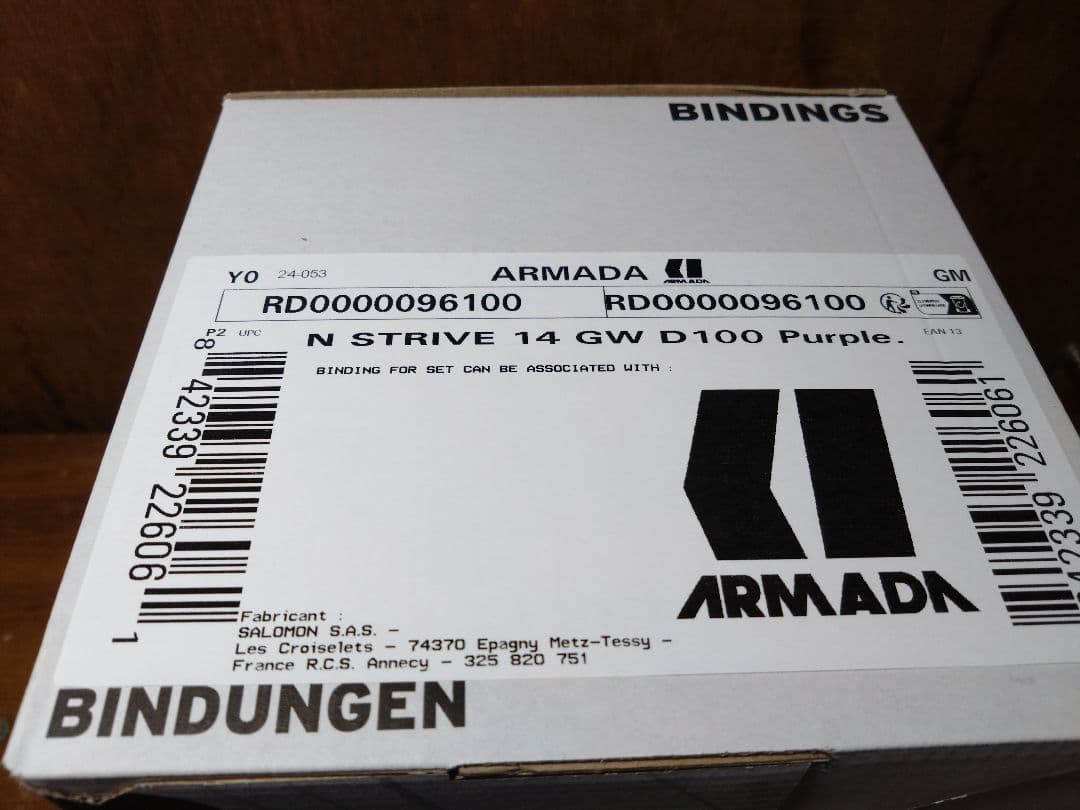 BINDINGS
Y0 24-053 ARMADA ARMADA GM
RD0000096100 RD0000096100
P2 UPC N STRIVE 14 GW D100 Purple. EAN 13
BINDING FOR SET CAN BE ASSOCIATED WITH :
8 42339 22606 1
226061
ARMADA
Fabricant :
SALOMON S.A.S. -
Les Croiselets - 74370 Epagny Metz-Tessy -
France R.C.S. Annecy - 325 820 751
BINDUNGEN